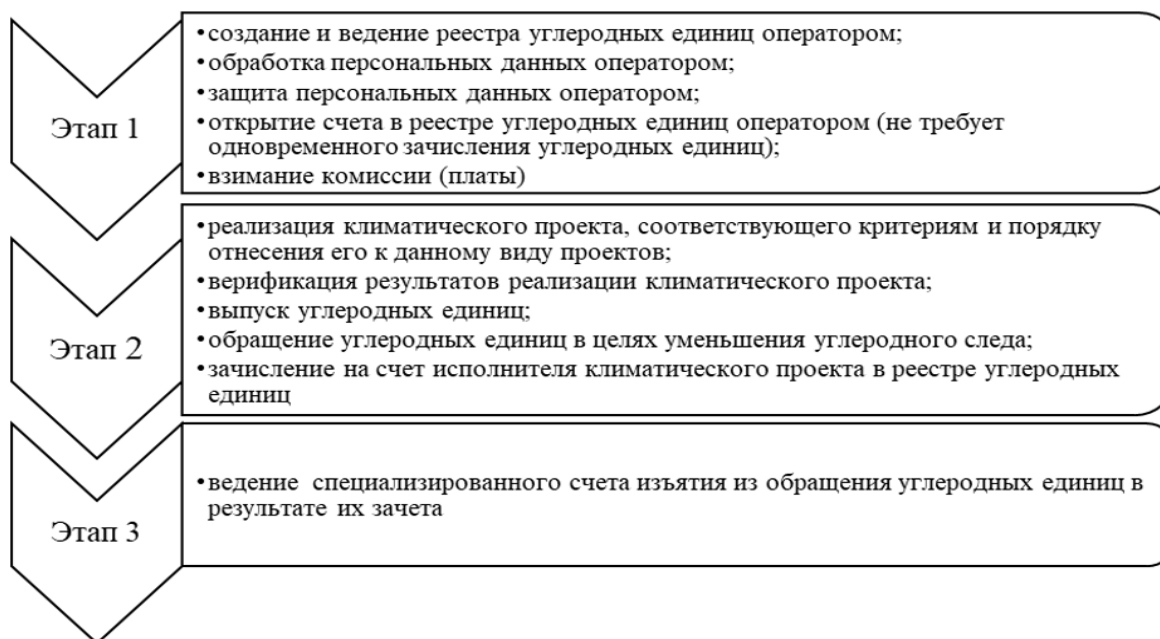 Этап 1
•создание и ведение реестра углеродных единиц оператором;
•обработка персональных данных оператором;
•защита персональных данных оператором;
•открытие счета в реестре углеродных единиц оператором (не требует
одновременного зачисления углеродных единиц);
•взимание комиссии (платы)
Этап 2
•реализация климатического проекта, соответствующего критериям и порядку
отнесения его к данному виду проектов;
•верификация результатов реализации климатического проекта;
•выпуск углеродных единиц;
•обращение углеродных единиц в целях уменьшения углеродного следа;
•зачисление на счет исполнителя климатического проекта в реестре углеродных
единиц
Этап 3
•ведение специализированного счета изъятия из обращения углеродных единиц в
результате их зачета